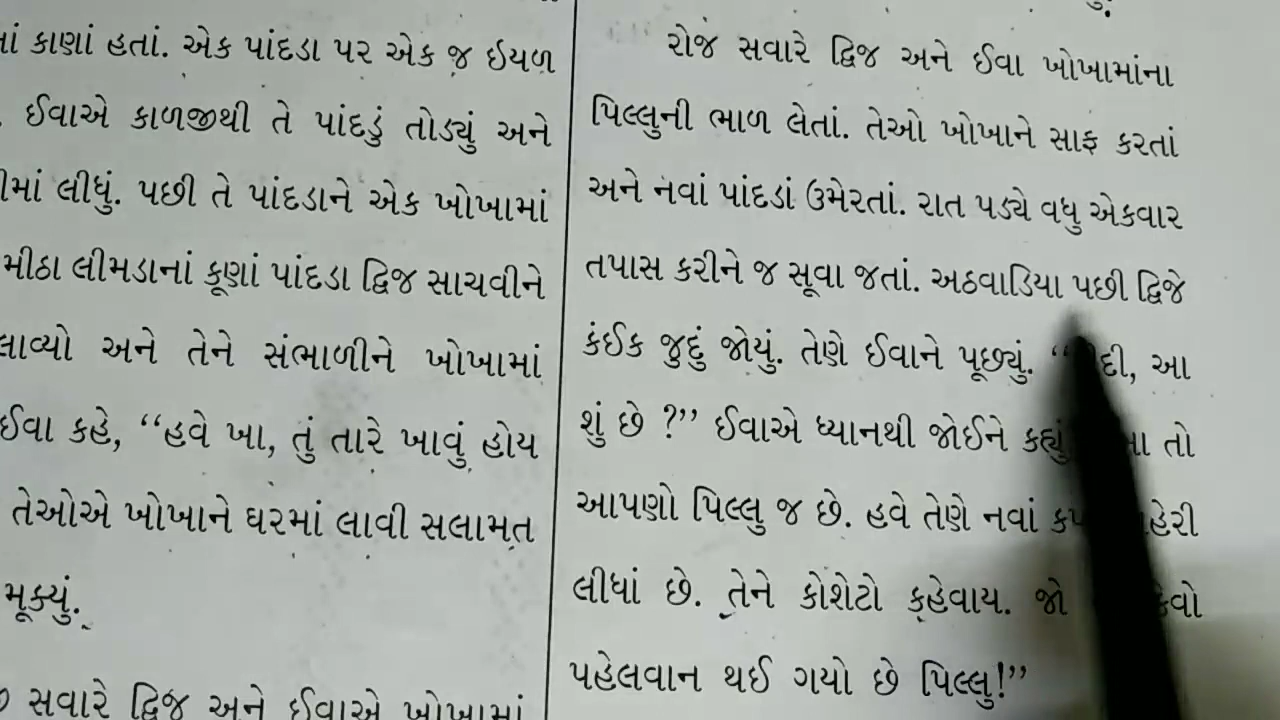 કાણાં હતાં. એક પાંદડા પર એક જ ઇયળ
ઈવાએ કાળજીથી તે પાંદડું તોડ્યું અને
લીધું. પછી તે પાંદડાને એક ખોખામાં
મીઠા લીમડાનાં કૂણાં પાંદડા દ્વિજ સાચવીને
લાવ્યો અને તેને સંભાળીને ખોખામાં
ઈવા કહે, “હવે ખા, તું તારે ખાવું હોય
તેઓએ ખોખાને ઘરમાં લાવી સલામત
મૂક્યું.
સવારે દ્વિજ અને ઈવાએ ખોખામાં
રોજ સવારે દ્વિજ અને ઈવા ખોખામાંના
પિલ્લુની ભાળ લેતાં. તેઓ ખોખાને સાફ કરતાં
અને નવાં પાંદડાં ઉમેરતાં. રાત પડ્યે વધુ એકવાર
તપાસ કરીને જ સૂવા જતાં. અઠવાડિયા પછી દ્વિજે
કંઈક જુદું જોયું. તેણે ઈવાને પૂછ્યું. “ આ
શું છે ?” ઈવાએ ધ્યાનથી જોઈને કહ્યું તો
આપણો પિલ્લુ જ છે. હવે તેણે નવાં
લીધાં છે. તેને કોશેટો કહેવાય. જો
પહેલવાન થઈ ગયો છે પિલ્લુ!”